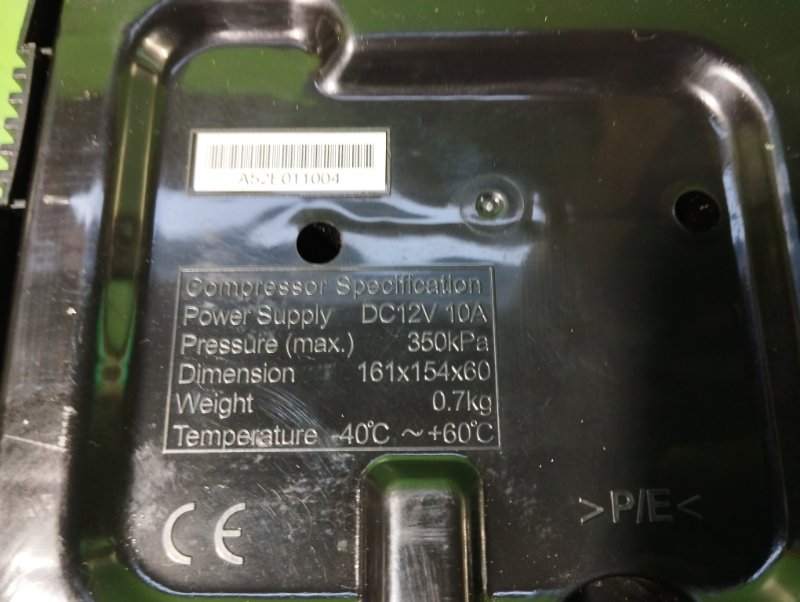 A52E011004
Compressor Specification
Power Supply DC12V 10A
Pressure (max.) 350kPa
Dimension 161x154x60
Weight 0.7kg
Temperature -40℃ ~+60℃
CE
>P/E<